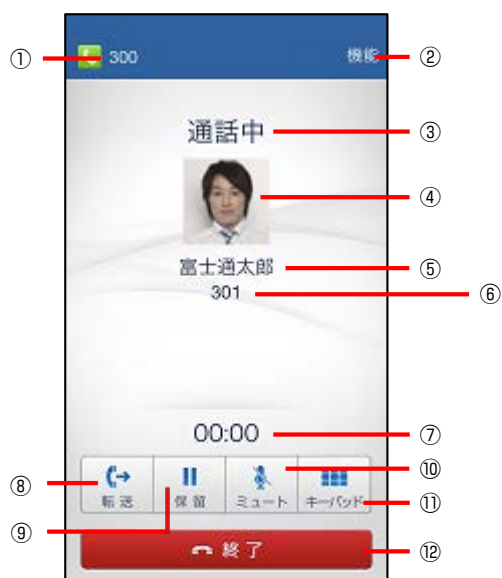 ① 300 機能 ②
通話中 ③
④
富士通太郎 ⑤
301 ⑥
00:00 ⑦
⑧ 転送 保留 ミュート キーパッド ⑩
⑨ ⑪
終了 ⑫